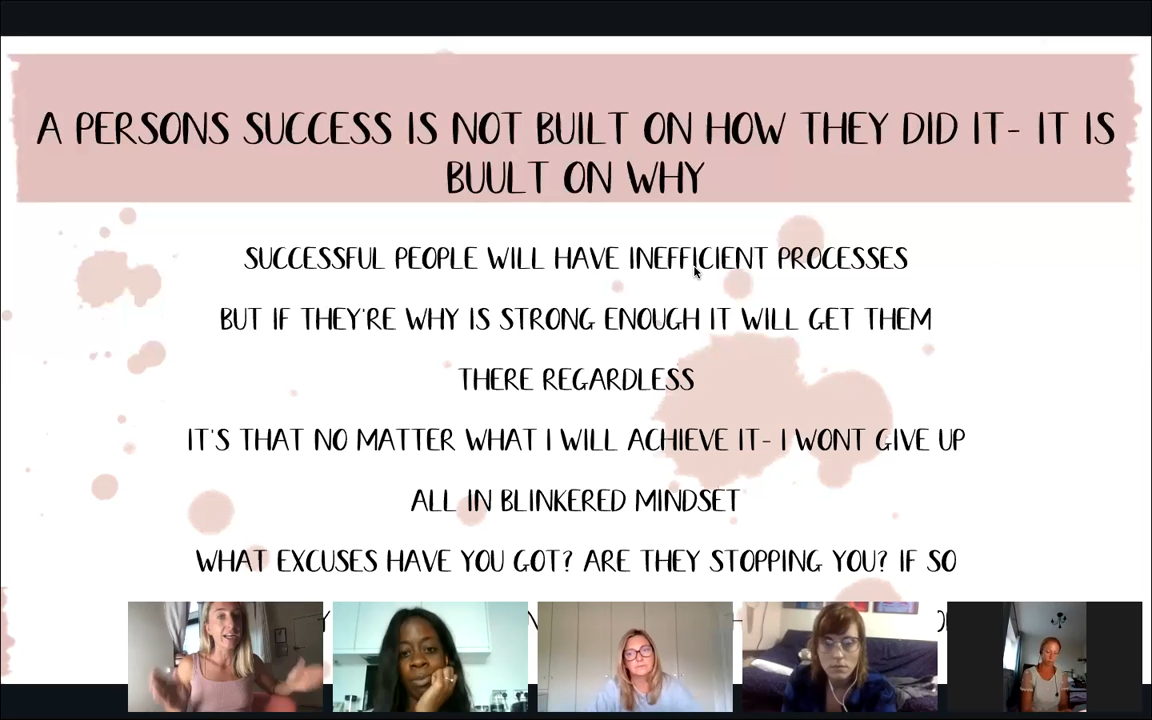 A PERSONS SUCCESS IS NOT BUILT ON HOW THEY DID IT- IT IS
BUULT ON WHY
SUCCESSFUL PEOPLE WILL HAVE INEFFICIENT PROCESSES
BUT IF THEY'RE WHY IS STRONG ENOUGH IT WILL GET THEM
THERE REGARDLESS
IT'S THAT NO MATTER WHAT I WILL ACHIEVE IT- I WONT GIVE UP
ALL IN BLINKERED MINDSET
WHAT EXCUSES HAVE YOU GOT? ARE THEY STOPPING YOU? IF SO